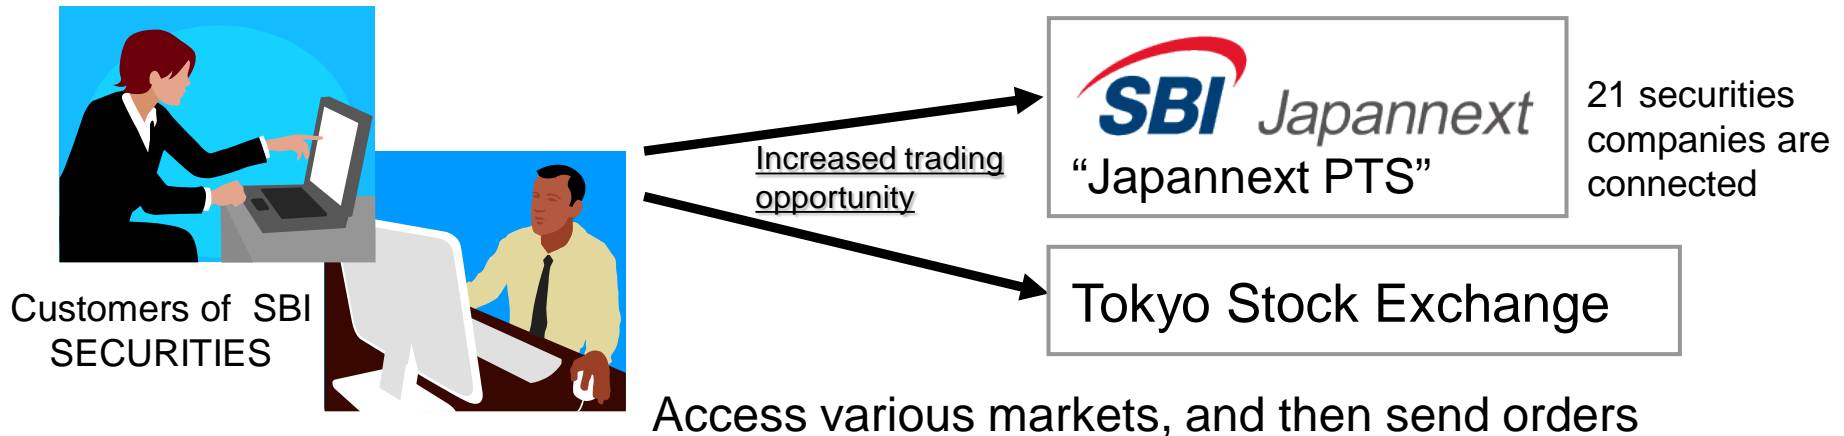 Customers of SBI
SECURITIES
Increased trading
opportunity
SBI Japannext
“Japannext PTS”
21 securities
companies are
connected
Tokyo Stock Exchange
Access various markets, and then send orders